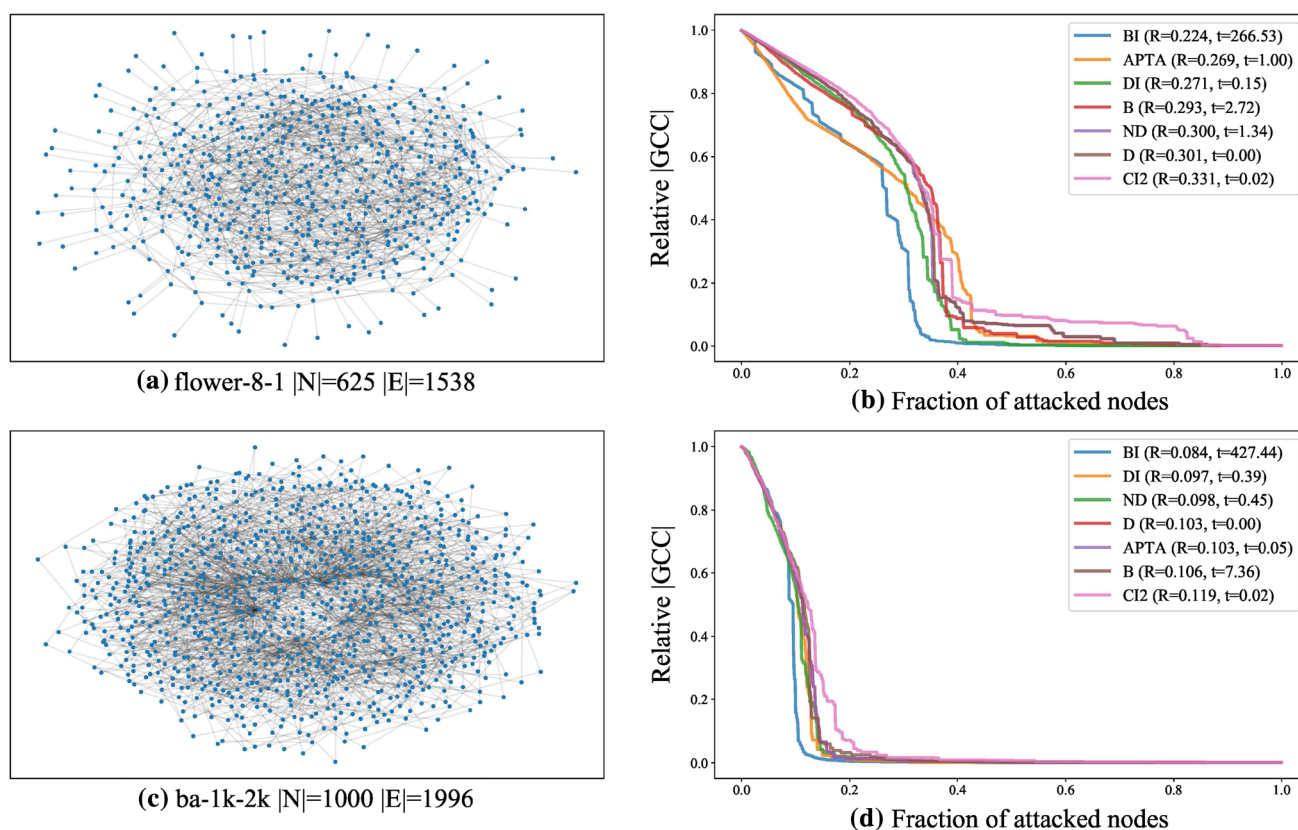 1.0
0.8
0.6
0.4
0.2
0.0
Relative |GCC|
BI (R=0.224, t=266.53)
APTA (R=0.269, t=1.00)
DI (R=0.271, t=0.15)
B (R=0.293, t=2.72)
ND (R=0.300, t=1.34)
D (R=0.301, t=0.00)
CI2 (R=0.331, t=0.02)
0.0 0.2 0.4 0.6 0.8 1.0
(a) flower-8-1 |N|=625 |E|=1538
(b) Fraction of attacked nodes
1.0
0.8
0.6
0.4
0.2
0.0
Relative |GCC|
BI (R=0.084, t=427.44)
DI (R=0.097, t=0.39)
ND (R=0.098, t=0.45)
D (R=0.103, t=0.00)
APTA (R=0.103, t=0.05)
B (R=0.106, t=7.36)
CI2 (R=0.119, t=0.02)
0.0 0.2 0.4 0.6 0.8 1.0
(c) ba-1k-2k |N|=1000 |E|=1996
(d) Fraction of attacked nodes